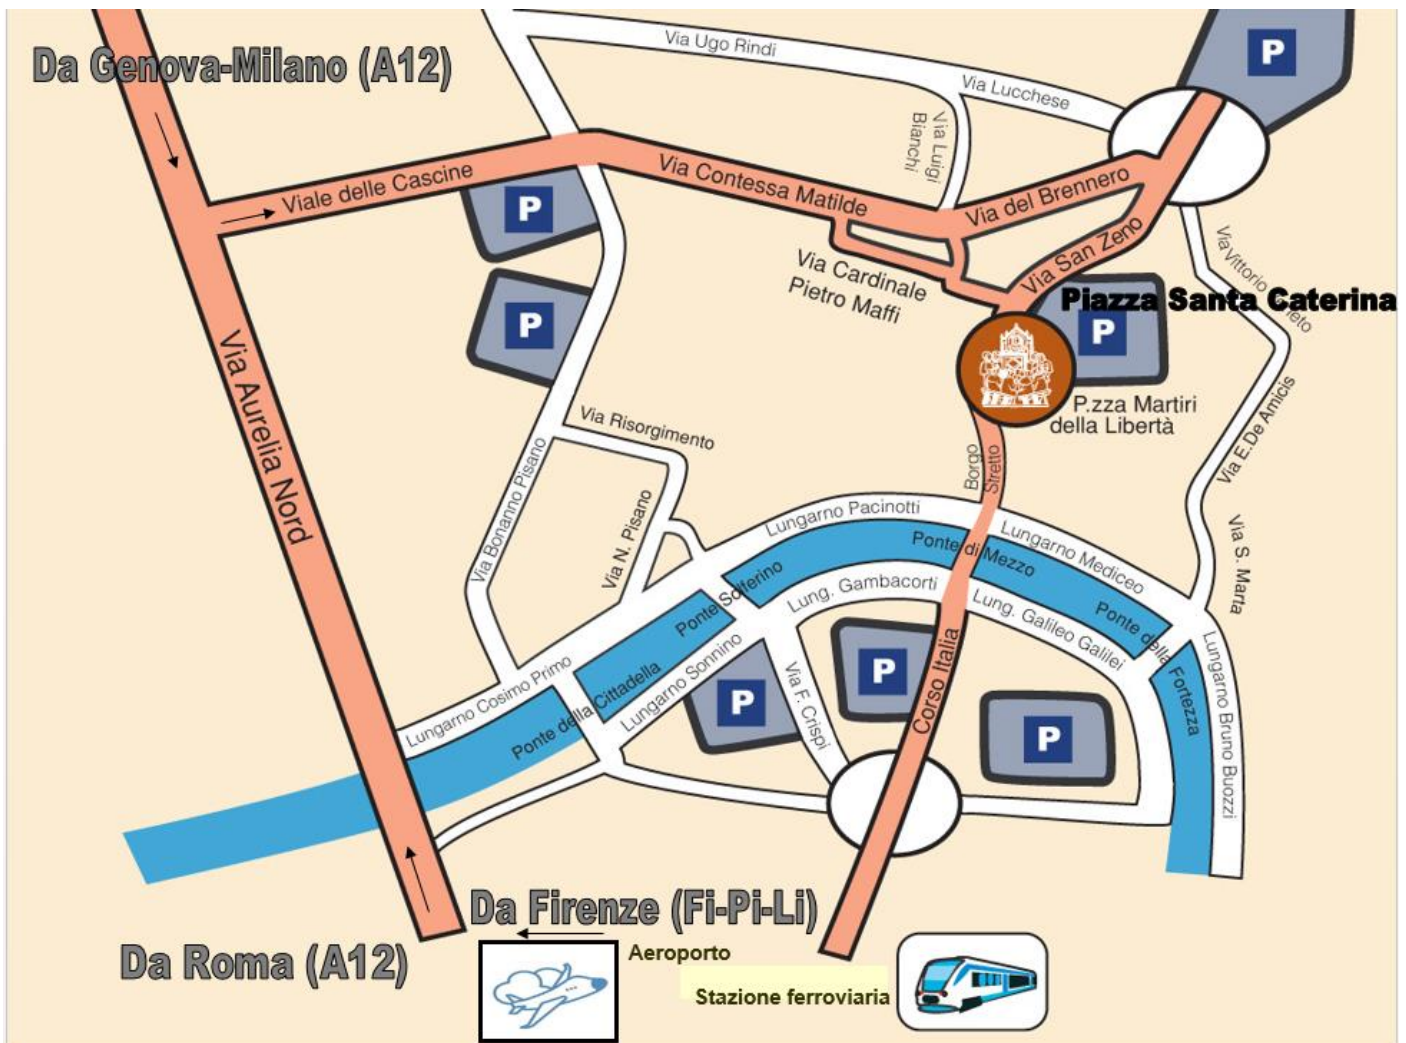 Da Genova-Milano (A12)
Via Ugo Rindi
Via Lucchese
P
Via Luigi
Bianchi
Viale delle Cascine
P
Via Contessa Matilde
Via del Brennero
Via San Zeno
Via Cardinale
Pietro Maffi
Via Vittorio
eto
Piazza Santa Caterina
P
P
P.zza Martiri
della Libertà
Via E.De Amicis
Via Aurelia Nord
Via Risorgimento
Via Bonanno Pisano
Via N. Pisano
Borgo
Stretto
Lungarno Pacinotti
Lungarno Mediceo
Ponte di Mezzo
Via S. Marta
Ponte Solferino
Lung. Gambacorti
Lung. Galileo Galilei
Ponte della Fortezza
Lungarno Cosimo Primo
Ponte della Cittadella
Lungarno Sonnino
P
Via F. Crispi
P
Corso Italia
P
Lungarno Bruno Buozzi
Da Firenze (Fi-Pi-Li)
Da Roma (A12)
Aeroporto
Stazione ferroviaria